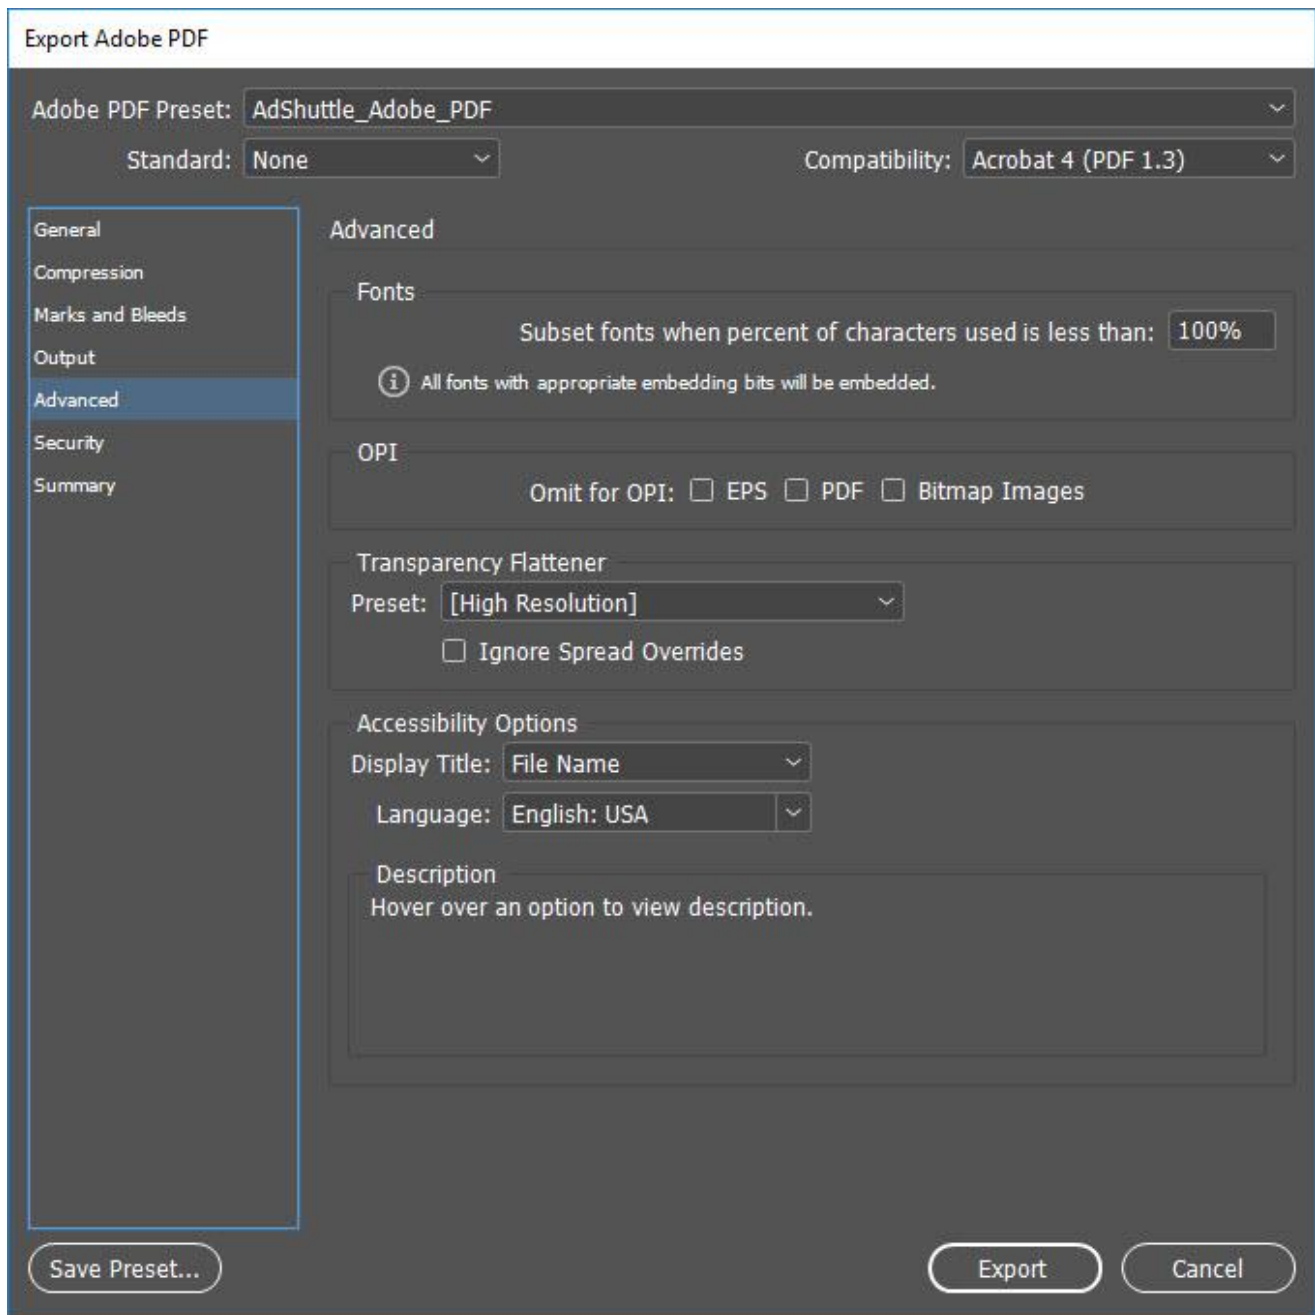 Export Adobe PDF
Adobe PDF Preset: AdShuttle_Adobe_PDF
Standard: None Compatibility: Acrobat 4 (PDF 1.3)
General
Compression
Marks and Bleeds
Output
Advanced
Security
Summary
Advanced
Fonts
Subset fonts when percent of characters used is less than: 100%
i All fonts with appropriate embedding bits will be embedded.
OPI
Omit for OPI: EPS PDF Bitmap Images
Transparency Flattener
Preset: [High Resolution]
Ignore Spread Overrides
Accessibility Options
Display Title: File Name
Language: English: USA
Description
Hover over an option to view description.
Save Preset... Export Cancel